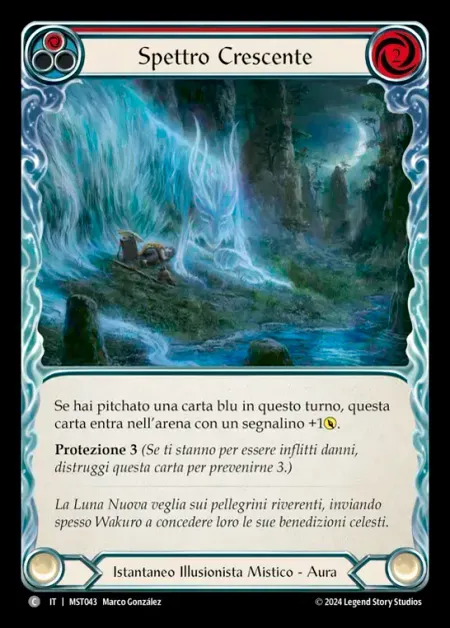 Spettro Crescente
2
Se hai pitchato una carta blu in questo turno, questa
carta entra nell'arena con un segnalino +1.
Protezione 3 (Se ti stanno per essere inflitti danni,
distruggi questa carta per prevenirne 3.)
La Luna Nuova veglia sui pellegrini riverenti, inviando
spesso Wakuro a concedere loro le sue benedizioni celesti.
Istantaneo Illusionista Mistico - Aura
C IT | MST043 Marco González
© 2024 Legend Story Studios